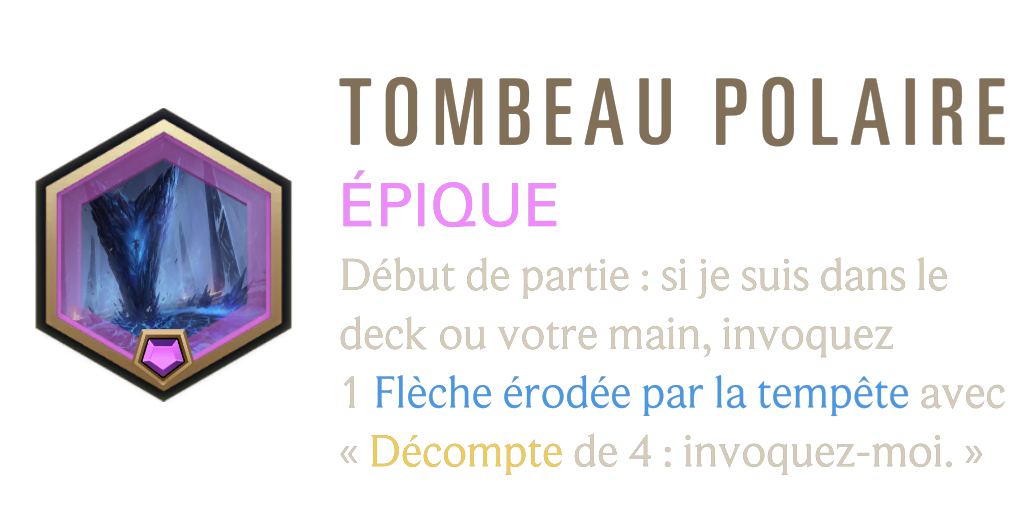 TOMBEAU POLAIRE
ÉPIQUE
Début de partie : si je suis dans le
deck ou votre main, invoquez
1 Flèche érodée par la tempête avec
« Décompte de 4 : invoquez-moi. »